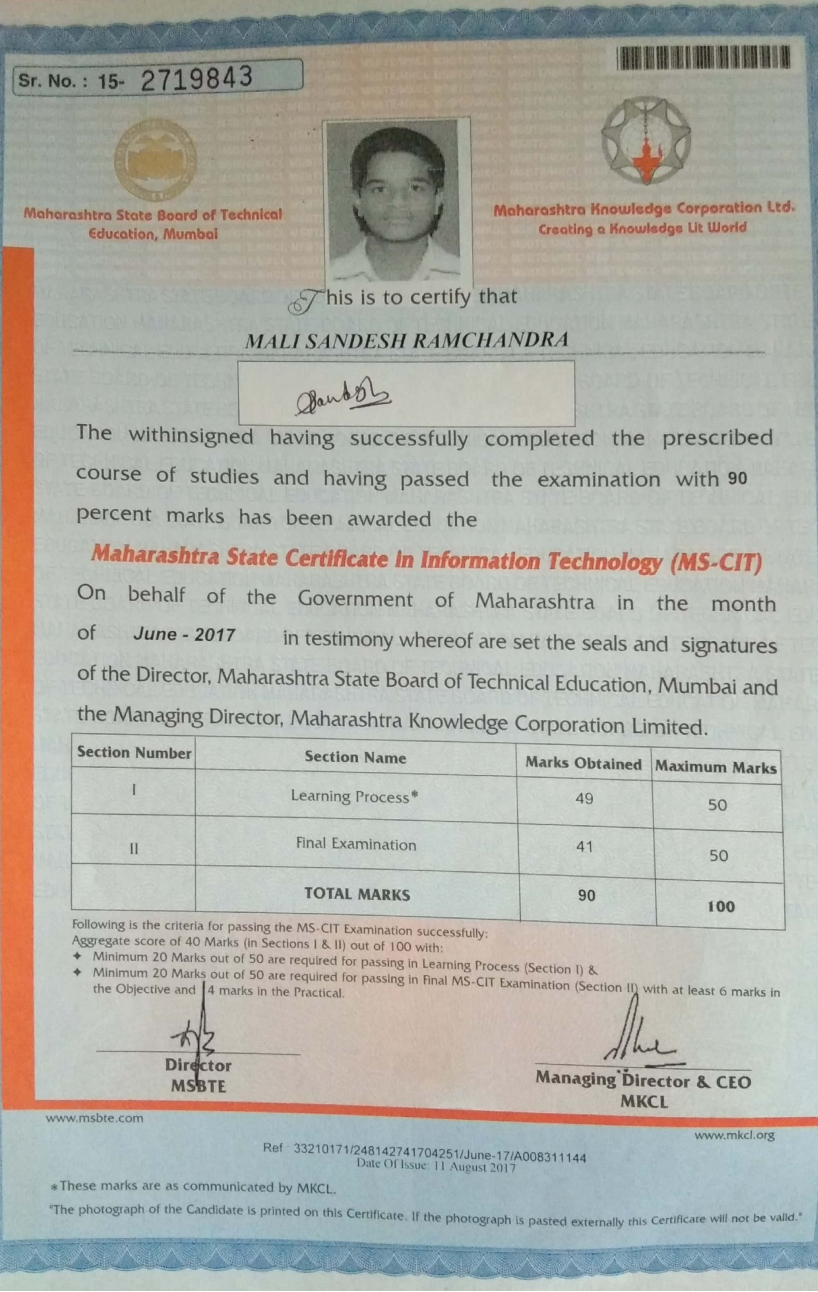 Sr. No. : 15- 2719843
Maharashtra State Board of Technical
Education, Mumbai
Maharashtra Knowledge Corporation Ltd.
Creating a Knowledge Lit World
This is to certify that
MALI SANDESH RAMCHANDRA
Sandesh
The withinsigned having successfully completed the prescribed
course of studies and having passed the examination with 90
percent marks has been awarded the
Maharashtra State Certificate in Information Technology (MS-CIT)
On behalf of the Government of Maharashtra in the month
of June - 2017 in testimony whereof are set the seals and signatures
of the Director, Maharashtra State Board of Technical Education, Mumbai and
the Managing Director, Maharashtra Knowledge Corporation Limited.
Section Number Section Name Marks Obtained Maximum Marks
I Learning Process* 49 50
II Final Examination 41 50
TOTAL MARKS 90 100
Following is the criteria for passing the MS-CIT Examination successfully:
Aggregate score of 40 Marks (in Sections I & II) out of 100 with:
✦ Minimum 20 Marks out of 50 are required for passing in Learning Process (Section I) &
✦ Minimum 20 Marks out of 50 are required for passing in Final MS-CIT Examination (Section II) with at least 6 marks in
the Objective and 14 marks in the Practical.
Director
MSBTE
Managing Director & CEO
MKCL
www.msbte.com
www.mkcl.org
Ref : 33210171/248142741704251/June-17/A008311144
Date Of Issue: 11 August 2017
*These marks are as communicated by MKCL.
"The photograph of the Candidate is printed on this Certificate. If the photograph is pasted externally this Certificate will not be valid."